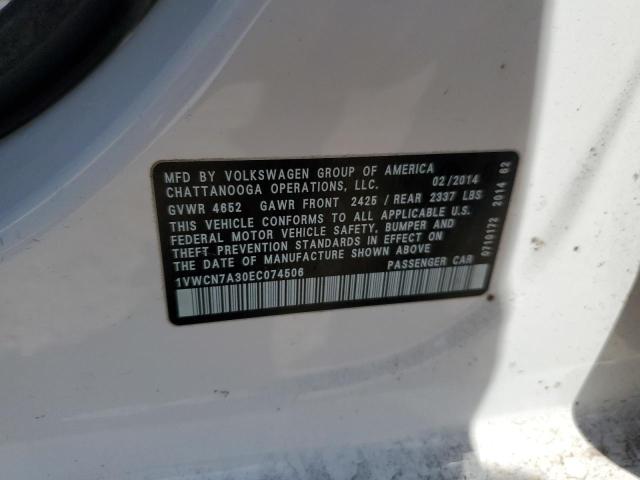 MFD BY VOLKSWAGEN GROUP OF AMERICA
CHATTANOOGA OPERATIONS, LLC. 02/2014
GVWR 4652 GAWR FRONT 2425 / REAR 2337 LBS
THIS VEHICLE CONFORMS TO ALL APPLICABLE U.S.
FEDERAL MOTOR VEHICLE SAFETY, BUMPER AND
THEFT PREVENTION STANDARDS IN EFFECT ON
THE DATE OF MANUFACTURE SHOWN ABOVE
1VWCN7A30EC074506 PASSENGER CAR
0710172 2014 02